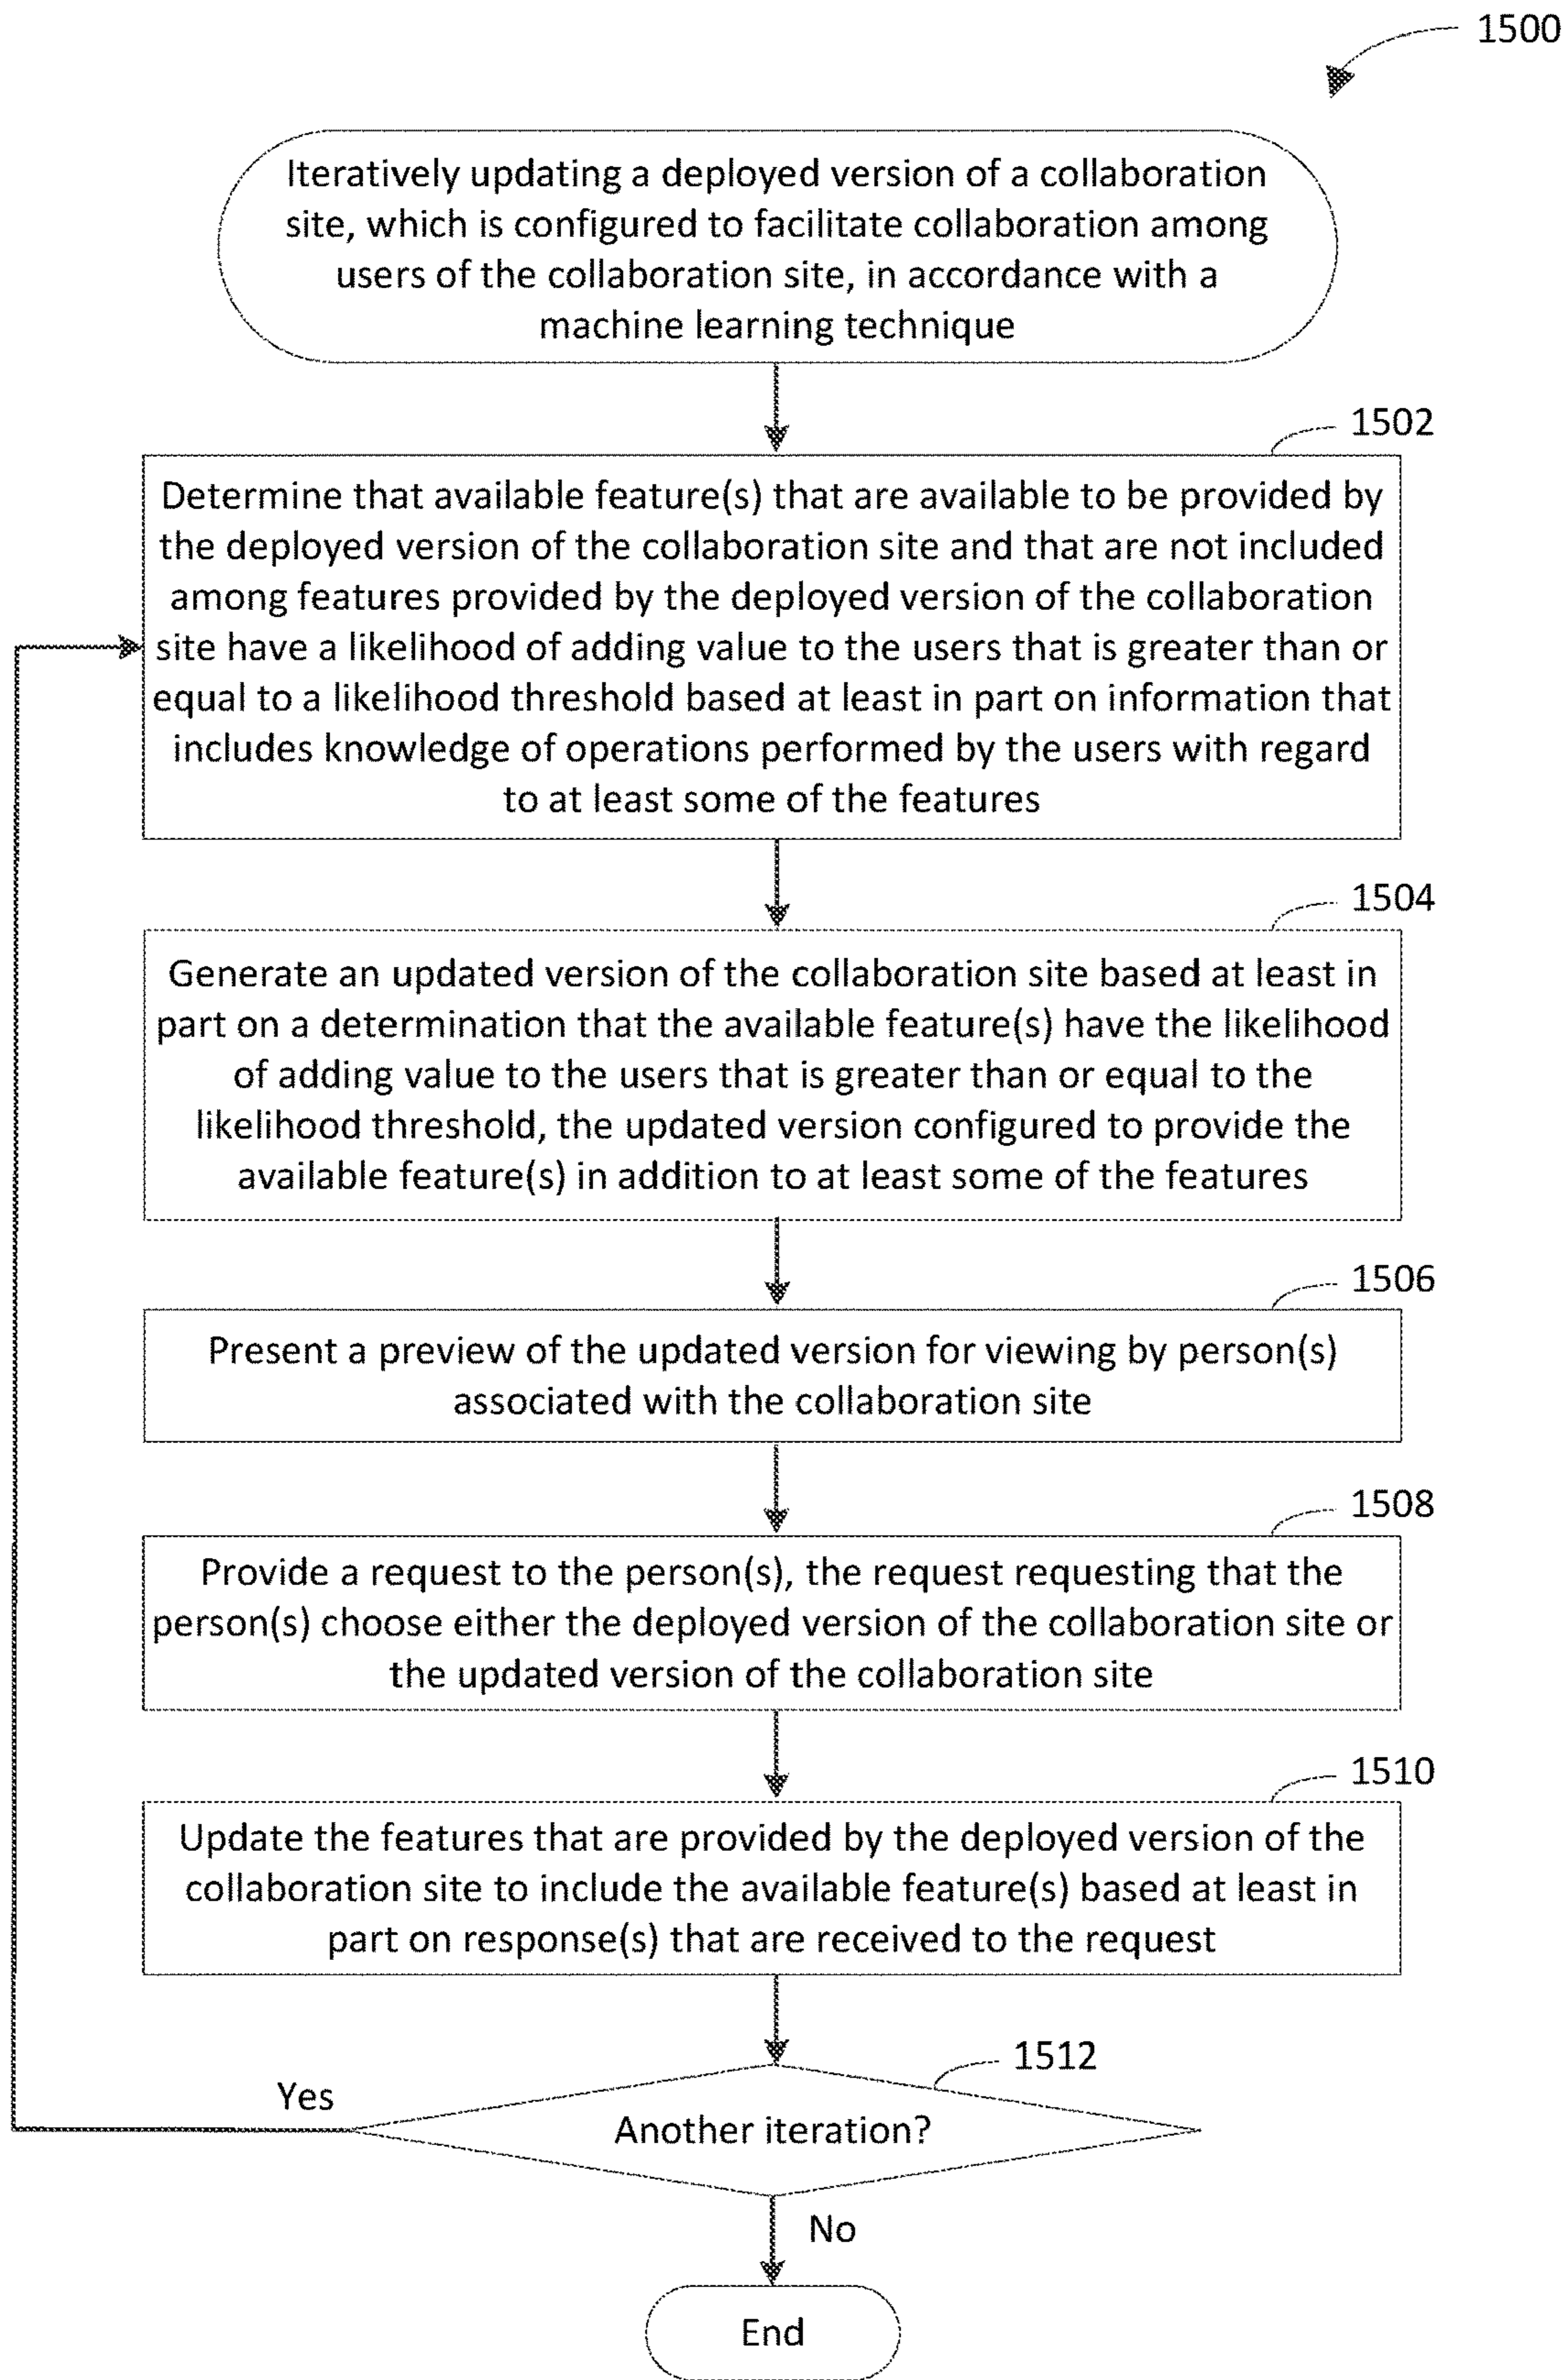 1500
Iteratively updating a deployed version of a collaboration
site, which is configured to facilitate collaboration among
users of the collaboration site, in accordance with a
machine learning technique
1502
Determine that available feature(s) that are available to be provided by
the deployed version of the collaboration site and that are not included
among features provided by the deployed version of the collaboration
site have a likelihood of adding value to the users that is greater than or
equal to a likelihood threshold based at least in part on information that
includes knowledge of operations performed by the users with regard
to at least some of the features
1504
Generate an updated version of the collaboration site based at least in
part on a determination that the available feature(s) have the likelihood
of adding value to the users that is greater than or equal to the
likelihood threshold, the updated version configured to provide the
available feature(s) in addition to at least some of the features
1506
Present a preview of the updated version for viewing by person(s)
associated with the collaboration site
1508
Provide a request to the person(s), the request requesting that the
person(s) choose either the deployed version of the collaboration site or
the updated version of the collaboration site
1510
Update the features that are provided by the deployed version of the
collaboration site to include the available feature(s) based at least in
part on response(s) that are received to the request
1512
Yes
Another iteration?
No
End